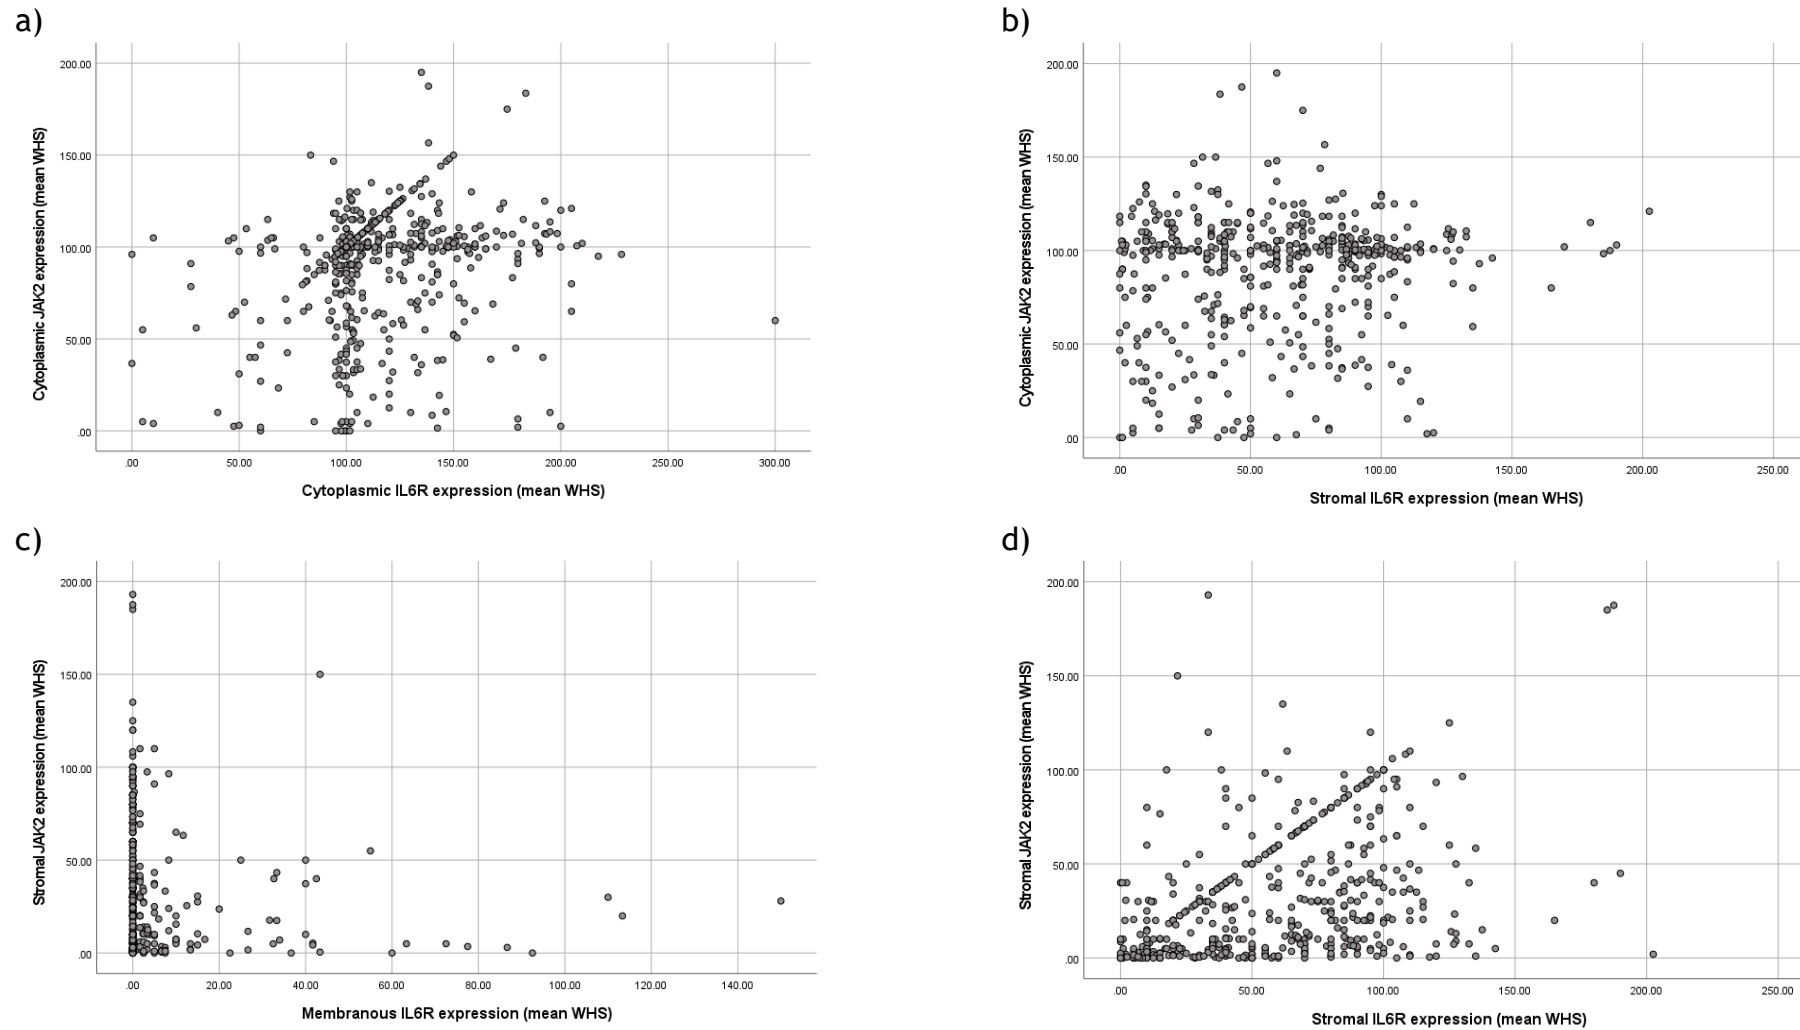 a)
200.00
150.00
100.00
50.00
.00
Cytoplasmic JAK2 expression (mean WHS)
.00 50.00 100.00 150.00 200.00 250.00 300.00
Cytoplasmic IL6R expression (mean WHS)
b)
200.00
150.00
100.00
50.00
.00
Cytoplasmic JAK2 expression (mean WHS)
.00 50.00 100.00 150.00 200.00 250.00
Stromal IL6R expression (mean WHS)
c)
200.00
150.00
100.00
50.00
.00
Stromal JAK2 expression (mean WHS)
.00 20.00 40.00 60.00 80.00 100.00 120.00 140.00
Membranous IL6R expression (mean WHS)
d)
200.00
150.00
100.00
50.00
.00
Stromal JAK2 expression (mean WHS)
.00 50.00 100.00 150.00 200.00 250.00
Stromal IL6R expression (mean WHS)